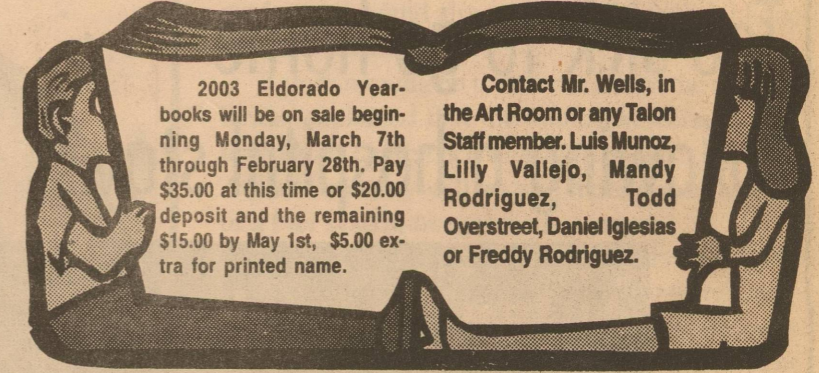 2003 Eldorado Year-
books will be on sale begin-
ning Monday, March 7th
through February 28th. Pay
$35.00 at this time or $20.00
deposit and the remaining
$15.00 by May 1st, $5.00 ex-
tra for printed name.
Contact Mr. Wells, in
the Art Room or any Talon
Staff member. Luis Munoz,
Lilly Vallejo, Mandy
Rodriguez, Todd
Overstreet, Daniel Iglesias
or Freddy Rodriguez.